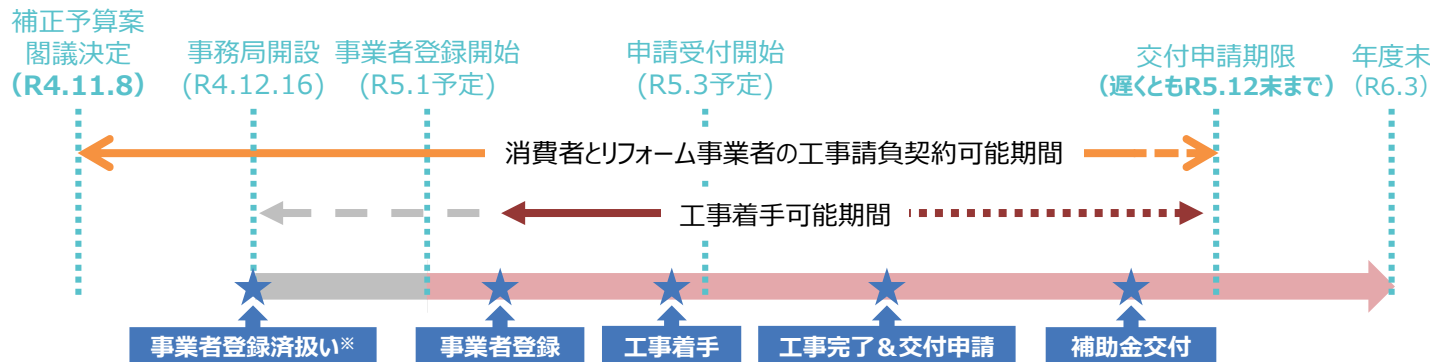 補正予算案
閣議決定
(R4.11.8)
事務局開設
(R4.12.16)
事業者登録開始
(R5.1予定)
申請受付開始
(R5.3予定)
交付申請期限
(遅くともR5.12末まで)
年度末
(R6.3)
消費者とリフォーム事業者の工事請負契約可能期間
工事着手可能期間
事業者登録済扱い※
事業者登録
工事着手
工事完了&交付申請
補助金交付